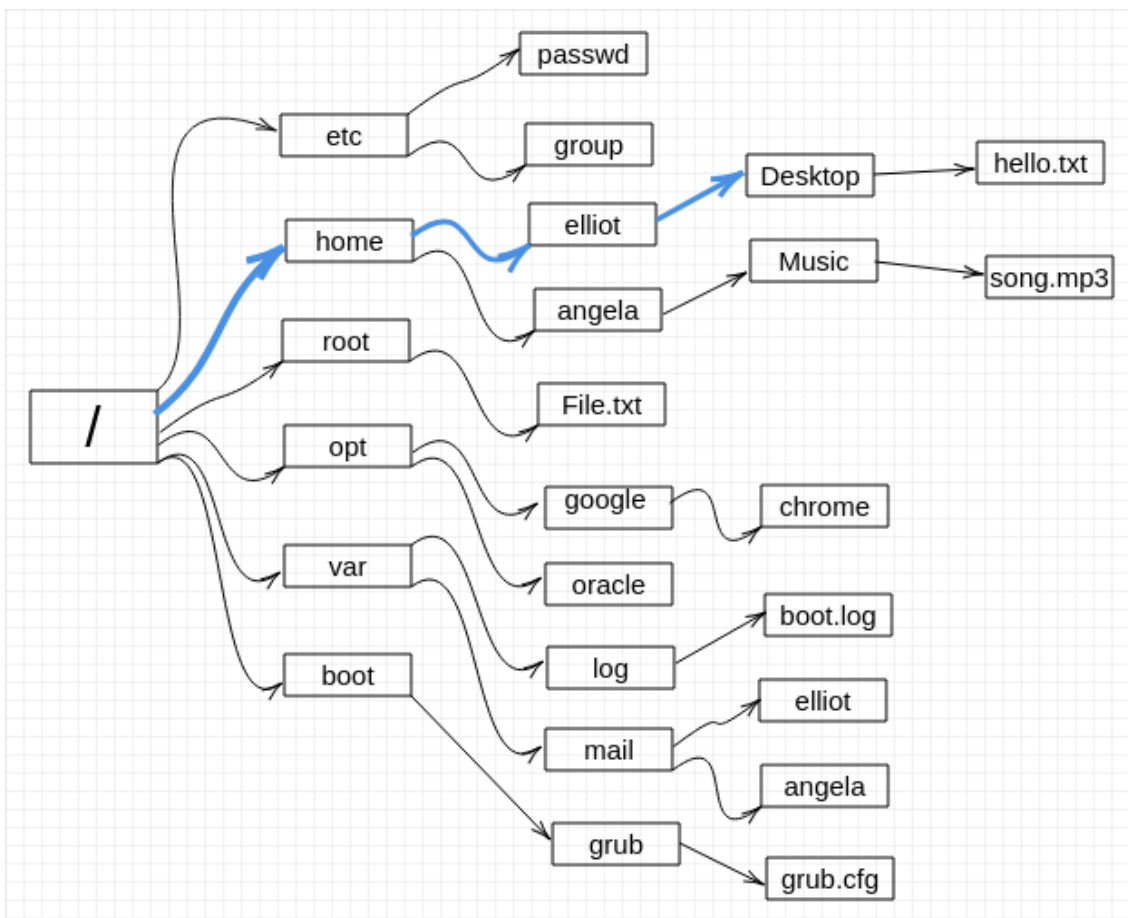 /
etc
passwd
group
home
elliot
Desktop
hello.txt
angela
Music
song.mp3
root
File.txt
opt
google
chrome
oracle
var
log
boot.log
mail
elliot
angela
boot
grub
grub.cfg